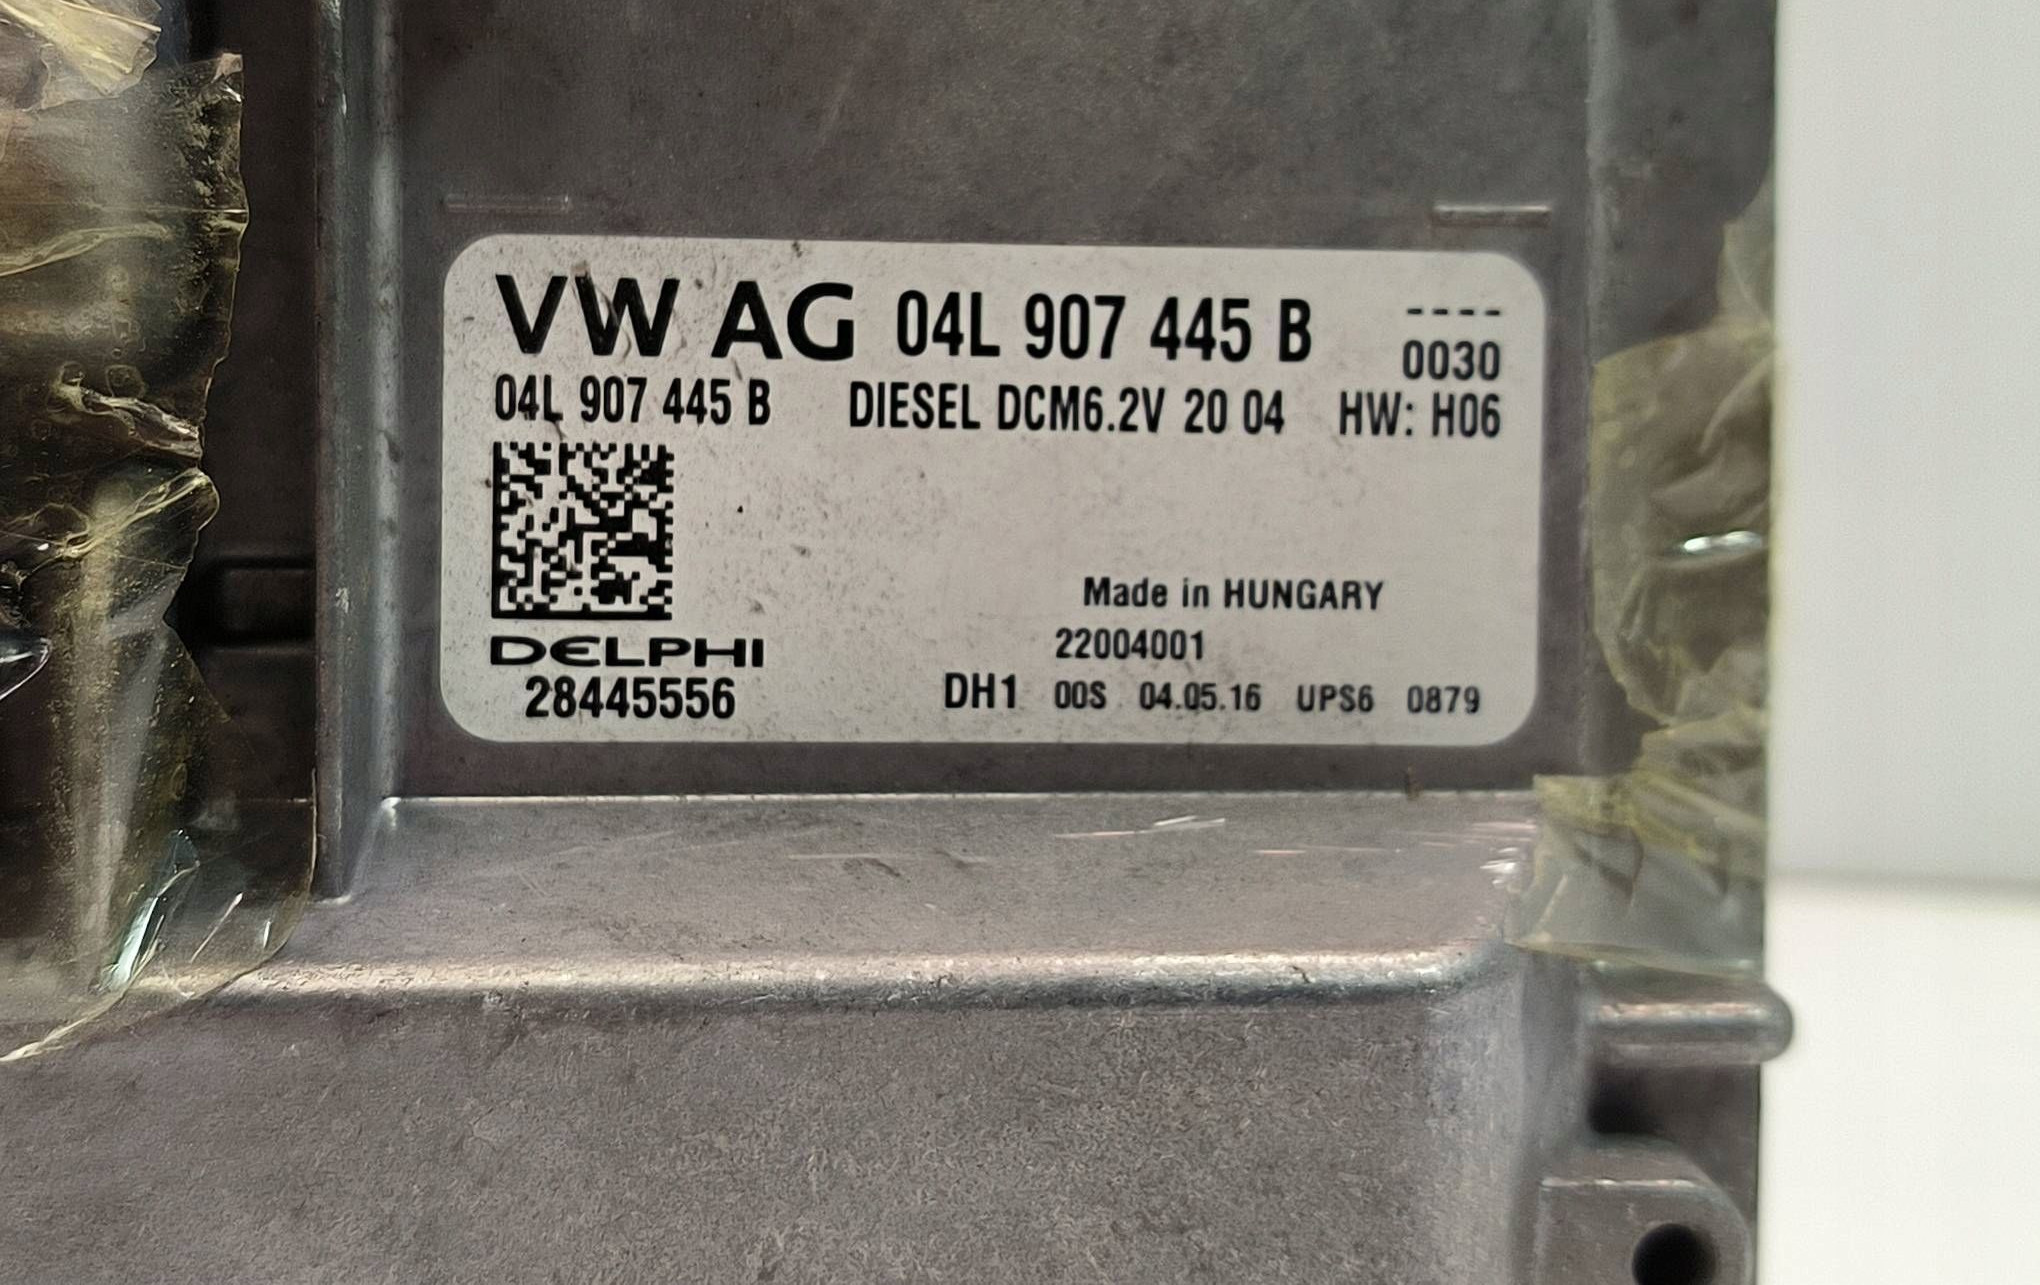 VW AG 04L 907 445 B ----
0030
04L 907 445 B DIESEL DCM6.2V 20 04 HW: H06
Made in HUNGARY
DELPHI 22004001
28445556 DH1 00S 04.05.16 UPS6 0879